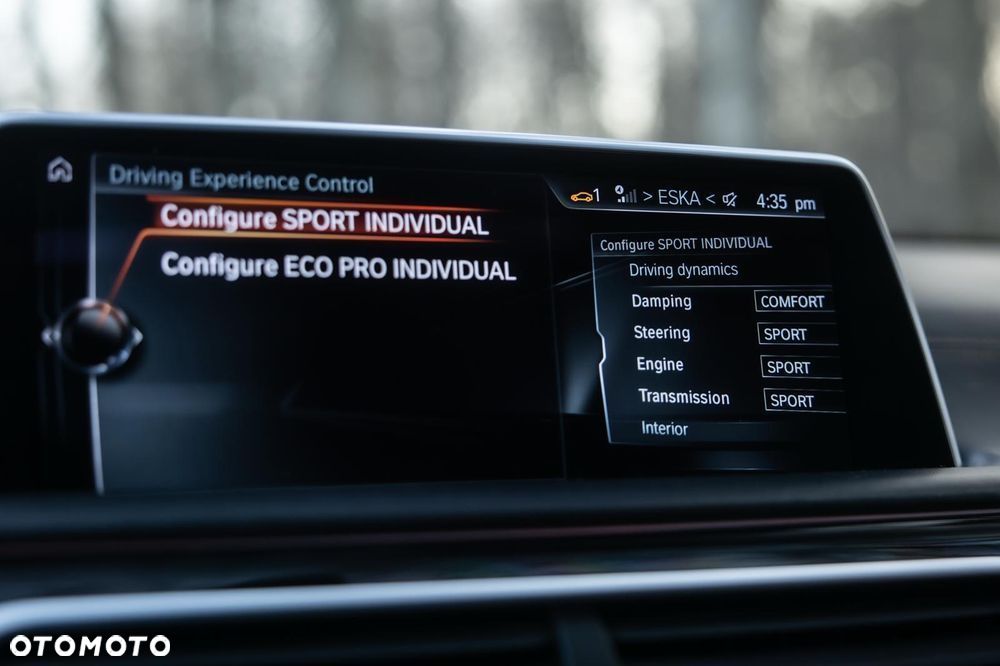 Driving Experience Control
Configure SPORT INDIVIDUAL
Configure ECO PRO INDIVIDUAL
1 > ESKA < 4:35 pm
Configure SPORT INDIVIDUAL
Driving dynamics
Damping COMFORT
Steering SPORT
Engine SPORT
Transmission SPORT
Interior
OTOMOTO